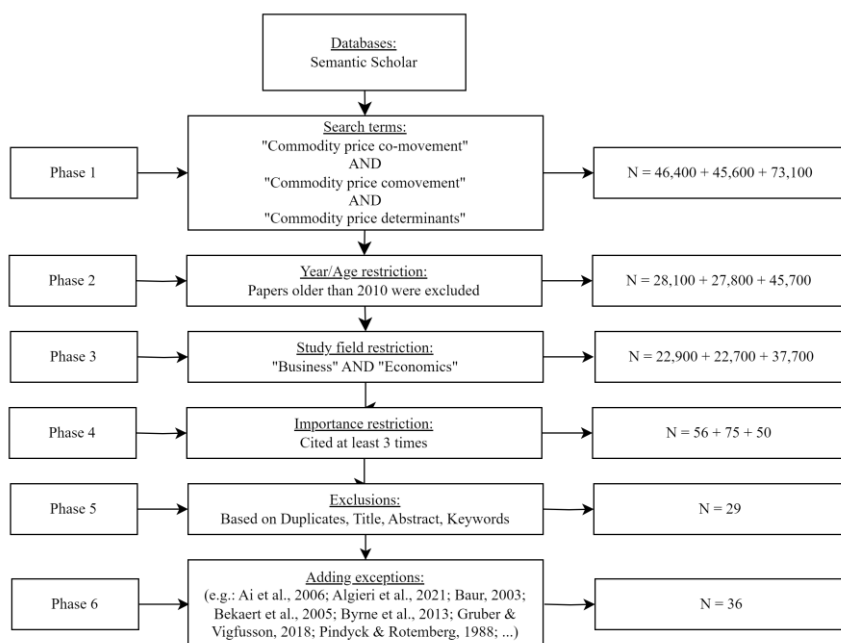 Databases:
Semantic Scholar
Phase 1
Search terms:
"Commodity price co-movement"
AND
"Commodity price comovement"
AND
"Commodity price determinants"
N = 46,400 + 45,600 + 73,100
Phase 2
Year/Age restriction:
Papers older than 2010 were excluded
N = 28,100 + 27,800 + 45,700
Phase 3
Study field restriction:
"Business" AND "Economics"
N = 22,900 + 22,700 + 37,700
Phase 4
Importance restriction:
Cited at least 3 times
N = 56 + 75 + 50
Phase 5
Exclusions:
Based on Duplicates, Title, Abstract, Keywords
N = 29
Phase 6
Adding exceptions:
(e.g.: Ai et al., 2006; Algieri et al., 2021; Baur, 2003;
Bekaert et al., 2005; Byrne et al., 2013; Gruber &
Vigfusson, 2018; Pindyck & Rotemberg, 1988; ...)
N = 36